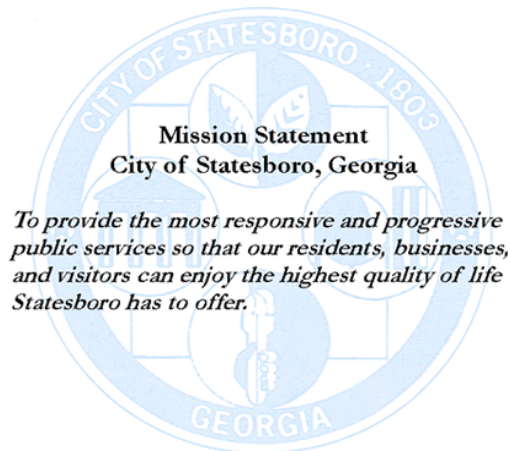 CITY OF STATESBORO · 1803
Mission Statement
City of Statesboro, Georgia
To provide the most responsive and progressive
public services so that our residents, businesses,
and visitors can enjoy the highest quality of life
Statesboro has to offer.
GEORGIA